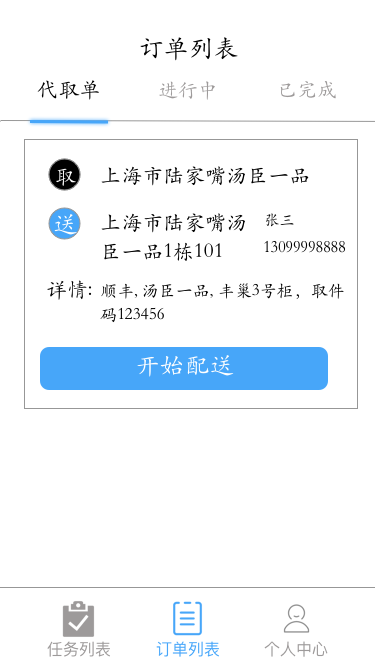 订单列表
代取单
进行中
已完成
取
上海市陆家嘴汤臣一品
送
上海市陆家嘴汤
臣一品1栋101
张三
13099998888
详情:
顺丰,汤臣一品,丰巢3号柜，取件
码123456
开始配送
任务列表
订单列表
个人中心